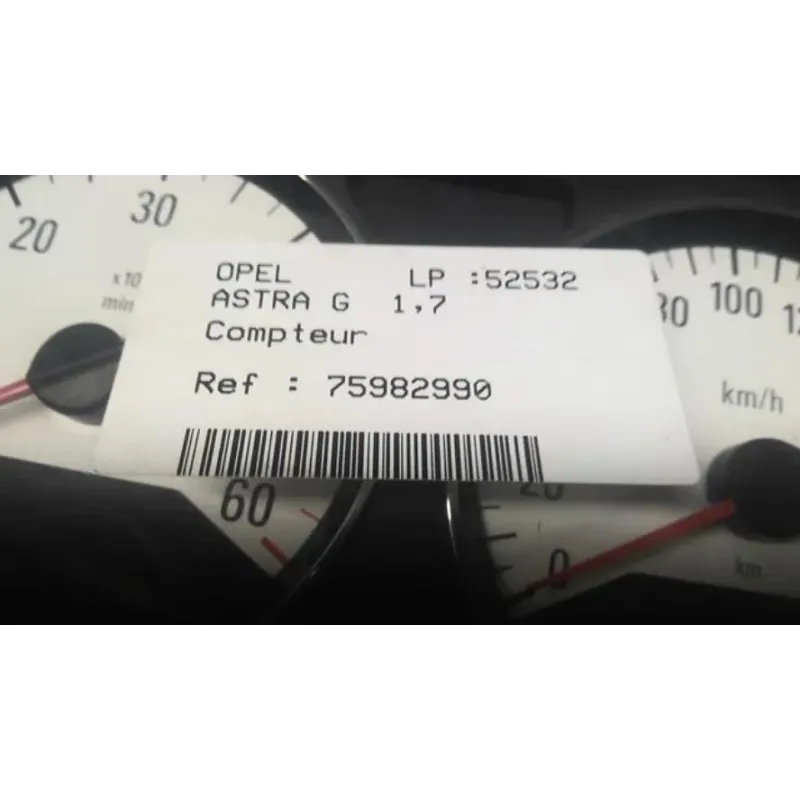 20
30
x10
min
OPEL LP :52532
ASTRA G 1,7
Compteur
Ref : 75982990
60
100
km/h
20
0
km